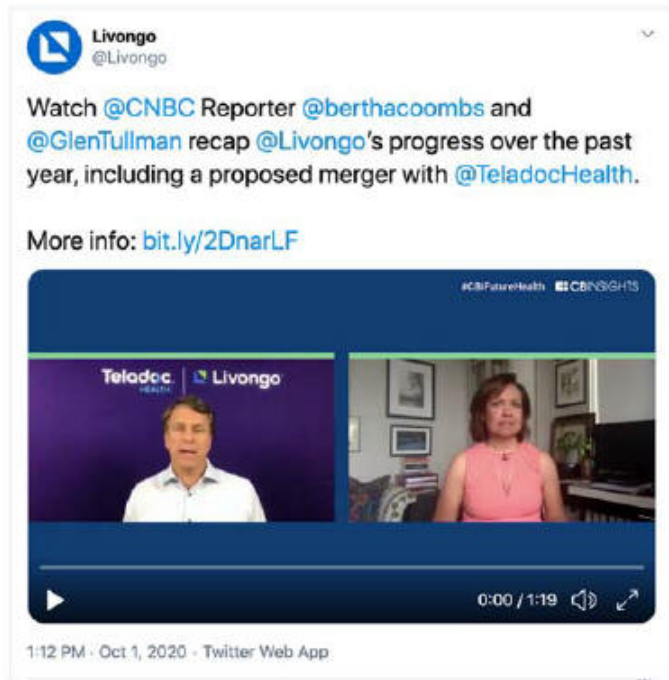 Livongo
@Livongo
Watch @CNBC Reporter @berthacoombs and
@GlenTullman recap @Livongo's progress over the past
year, including a proposed merger with @TeladocHealth.
More info: bit.ly/2DnarLF
#CBIFutureHealth CBINSIGHTS
Teladoc HEALTH | Livongo
0:00 / 1:19
1:12 PM · Oct 1, 2020 · Twitter Web App